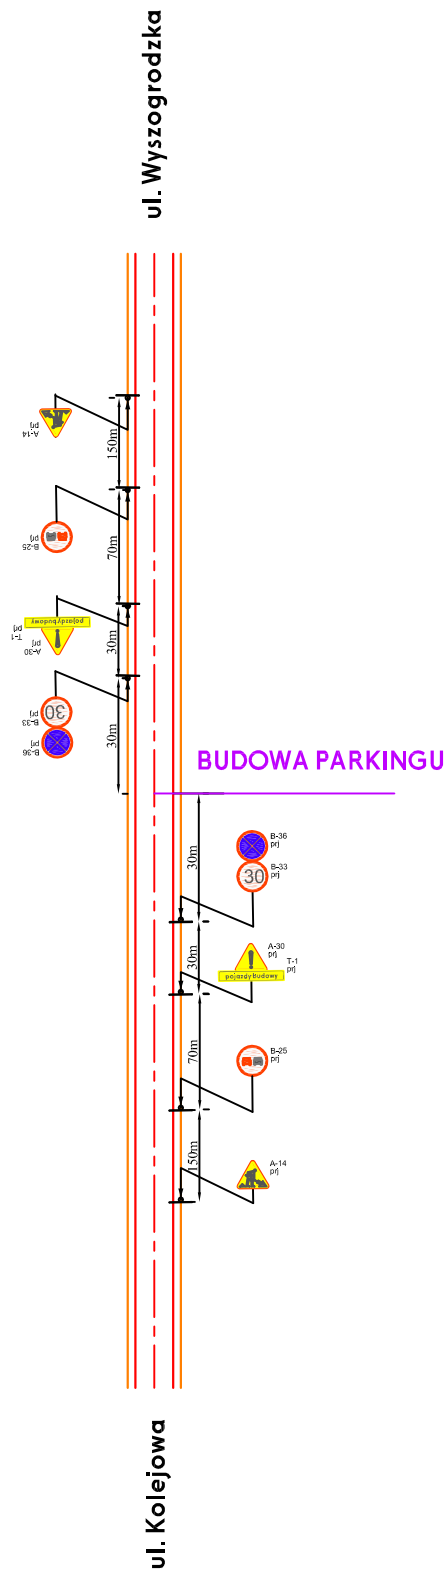 ul. Wyszogrodzka
A-14
prj
150m
B-25
prj
70m
pojazdy budowy
A-30
prj
T-1
prj
30m
30
B-33
prj
B-36
prj
30m
BUDOWA PARKINGU
30m
B-36
prj
B-33
prj
30
30m
A-30
prj
T-1
prj
pojazdy budowy
70m
B-25
prj
150m
A-14
prj
ul. Kolejowa